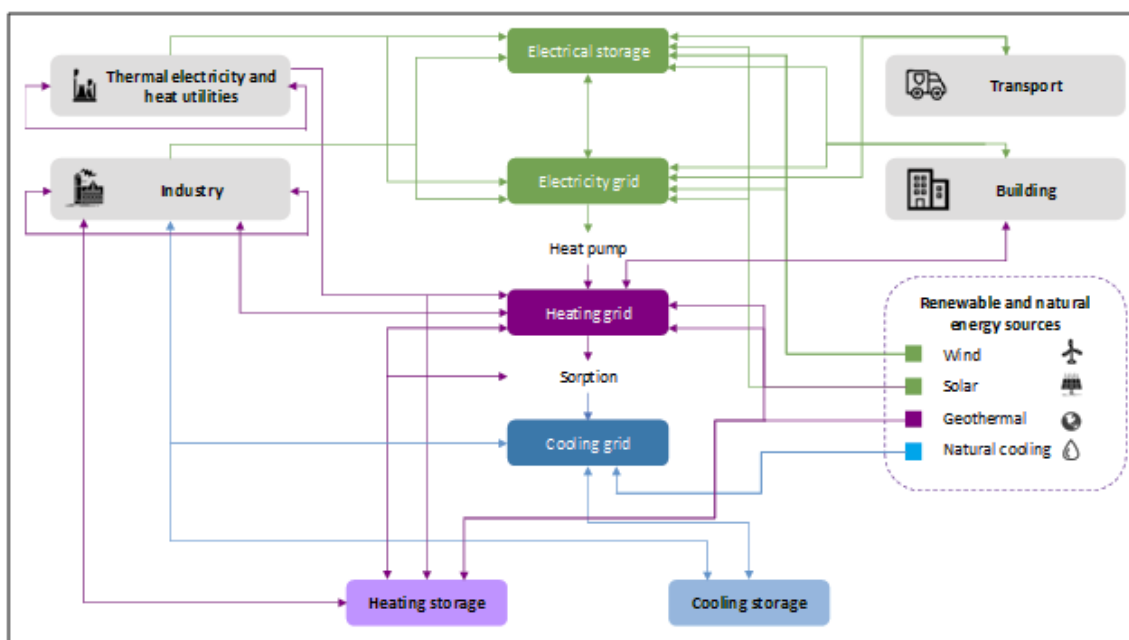 Electrical storage
Thermal electricity and
heat utilities
Transport
Industry
Electricity grid
Building
Heat pump
Renewable and natural
energy sources
Heating grid
Wind
Sorption
Solar
Geothermal
Cooling grid
Natural cooling
Heating storage
Cooling storage